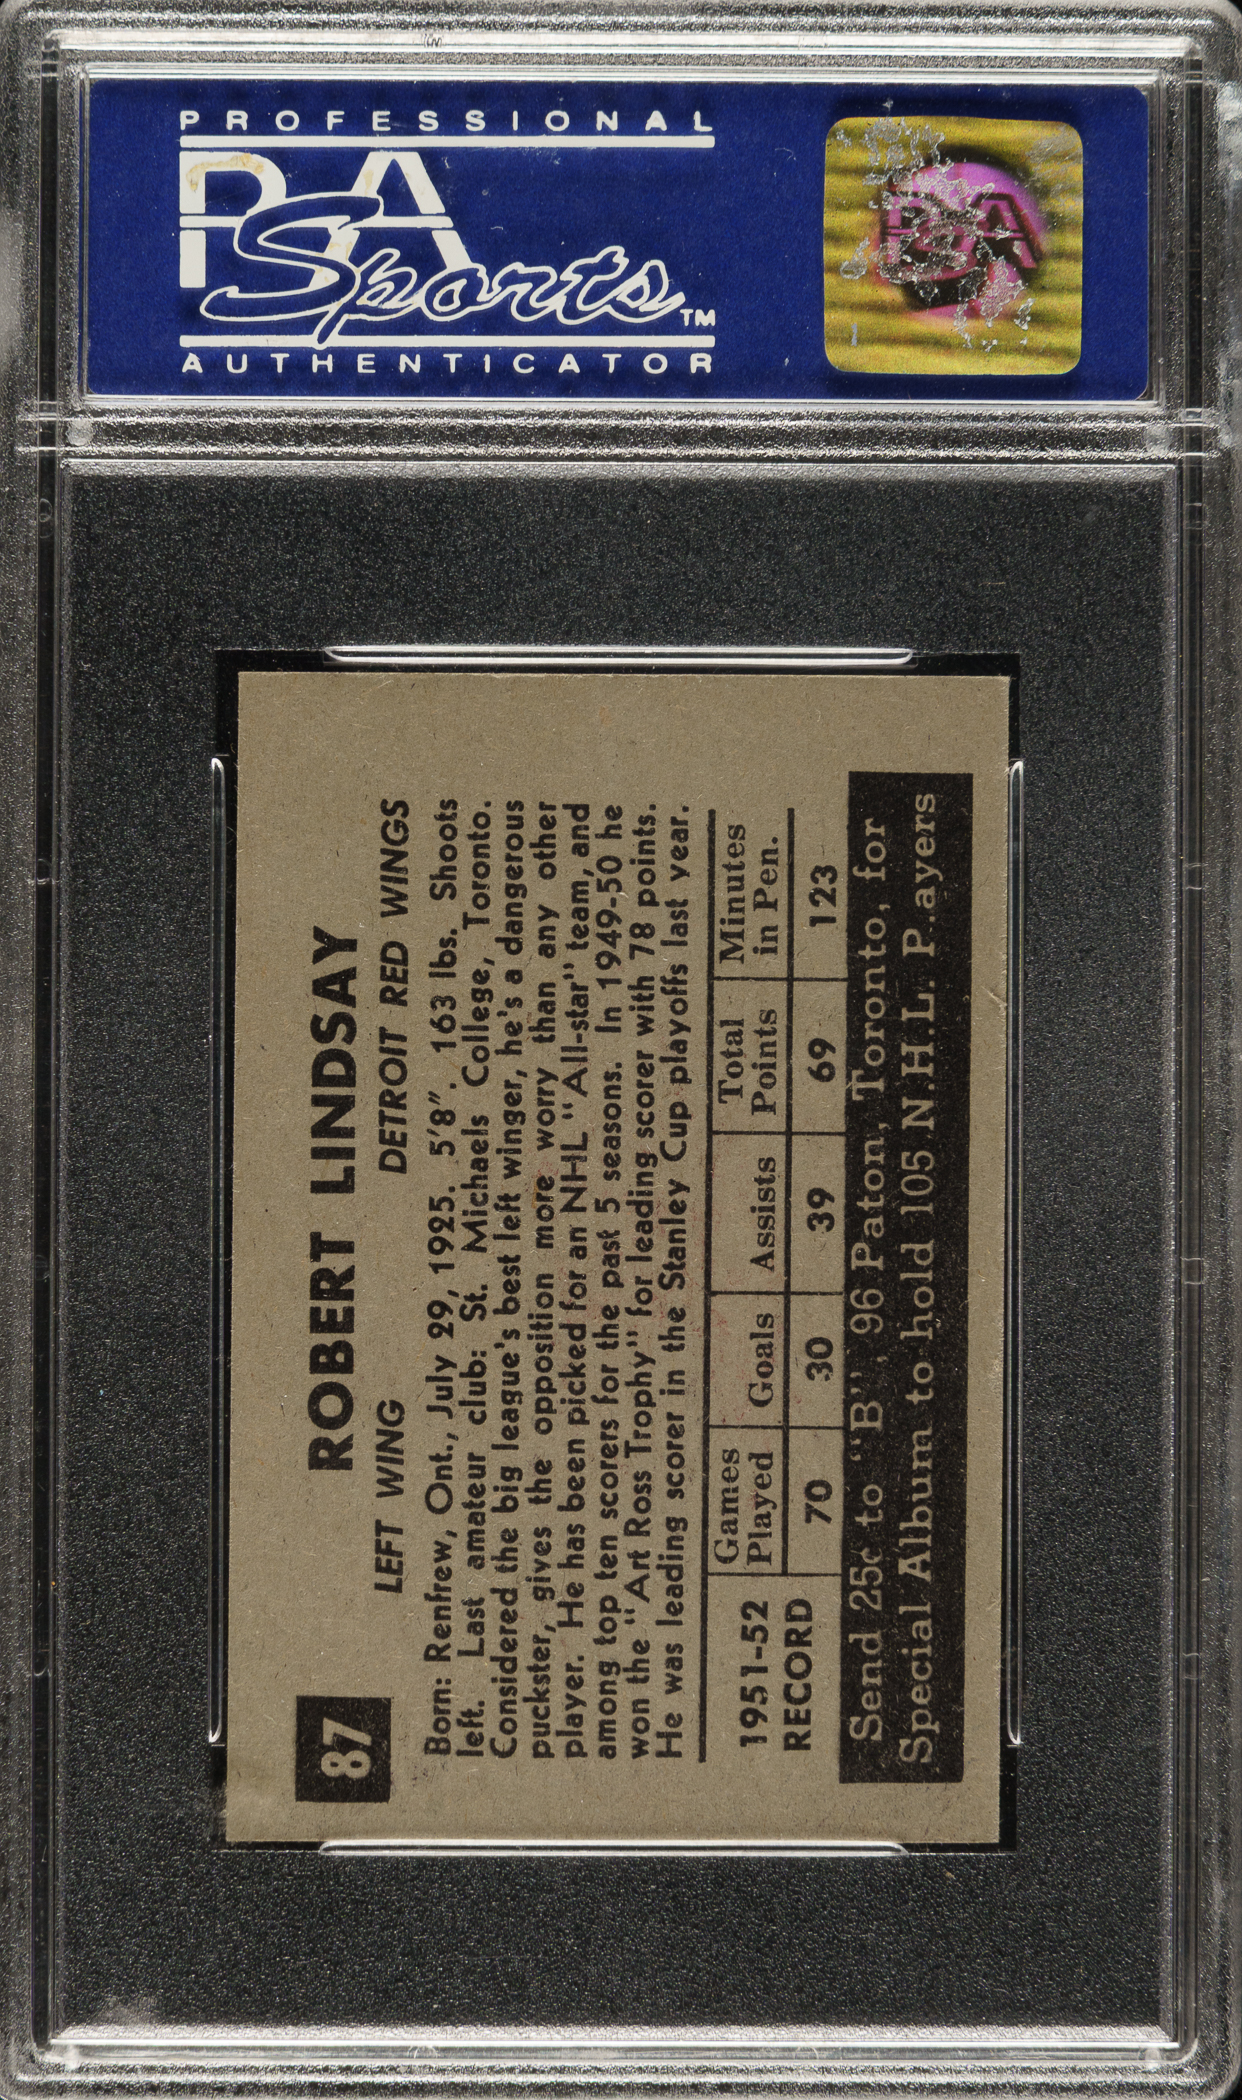 PROFESSIONAL
PSA
Sports™
AUTHENTICATOR
PSA
87
ROBERT LINDSAY
LEFT WING DETROIT RED WINGS
Born: Renfrew, Ont., July 29, 1925. 5'8". 163 lbs. Shoots
left. Last amateur club: St. Michaels College, Toronto.
Considered the big league's best left winger, he's a dangerous
puckster, gives the opposition more worry than any other
player. He has been picked for an NHL "All-star" team, and
among top ten scorers for the past 5 seasons. In 1949-50 he
won the "Art Ross Trophy" for leading scorer with 78 points.
He was leading scorer in the Stanley Cup playoffs last year.
1951-52 RECORD
Games Played Goals Assists Total Points Minutes in Pen.
70 30 39 69 123
Send 25c to "B", 96 Paton, Toronto, for
Special Album to hold 105 N.H.L. P.ayers